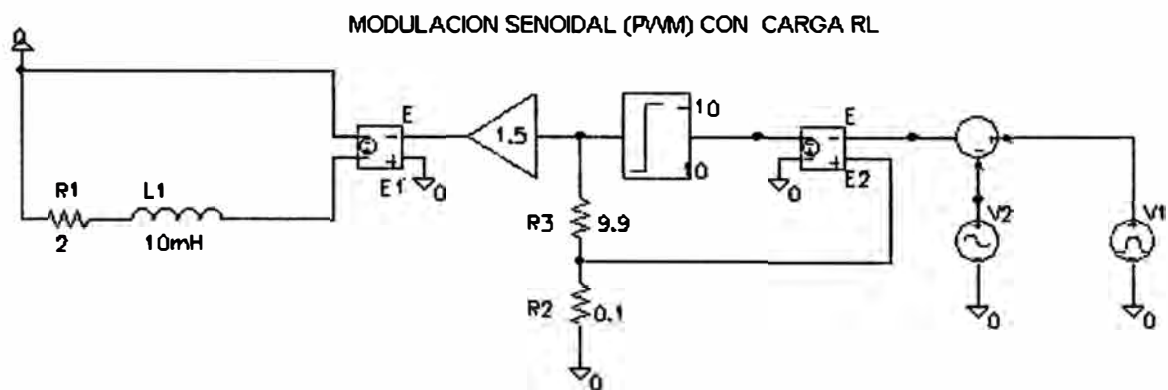 MODULACION SENOIDAL (PWM) CON CARGA RL
0
E
E1
0
1.5
10
10
E
E2
0
R1
2
L1
10mH
R3
9.9
R2
0.1
0
V2
0
V1
0